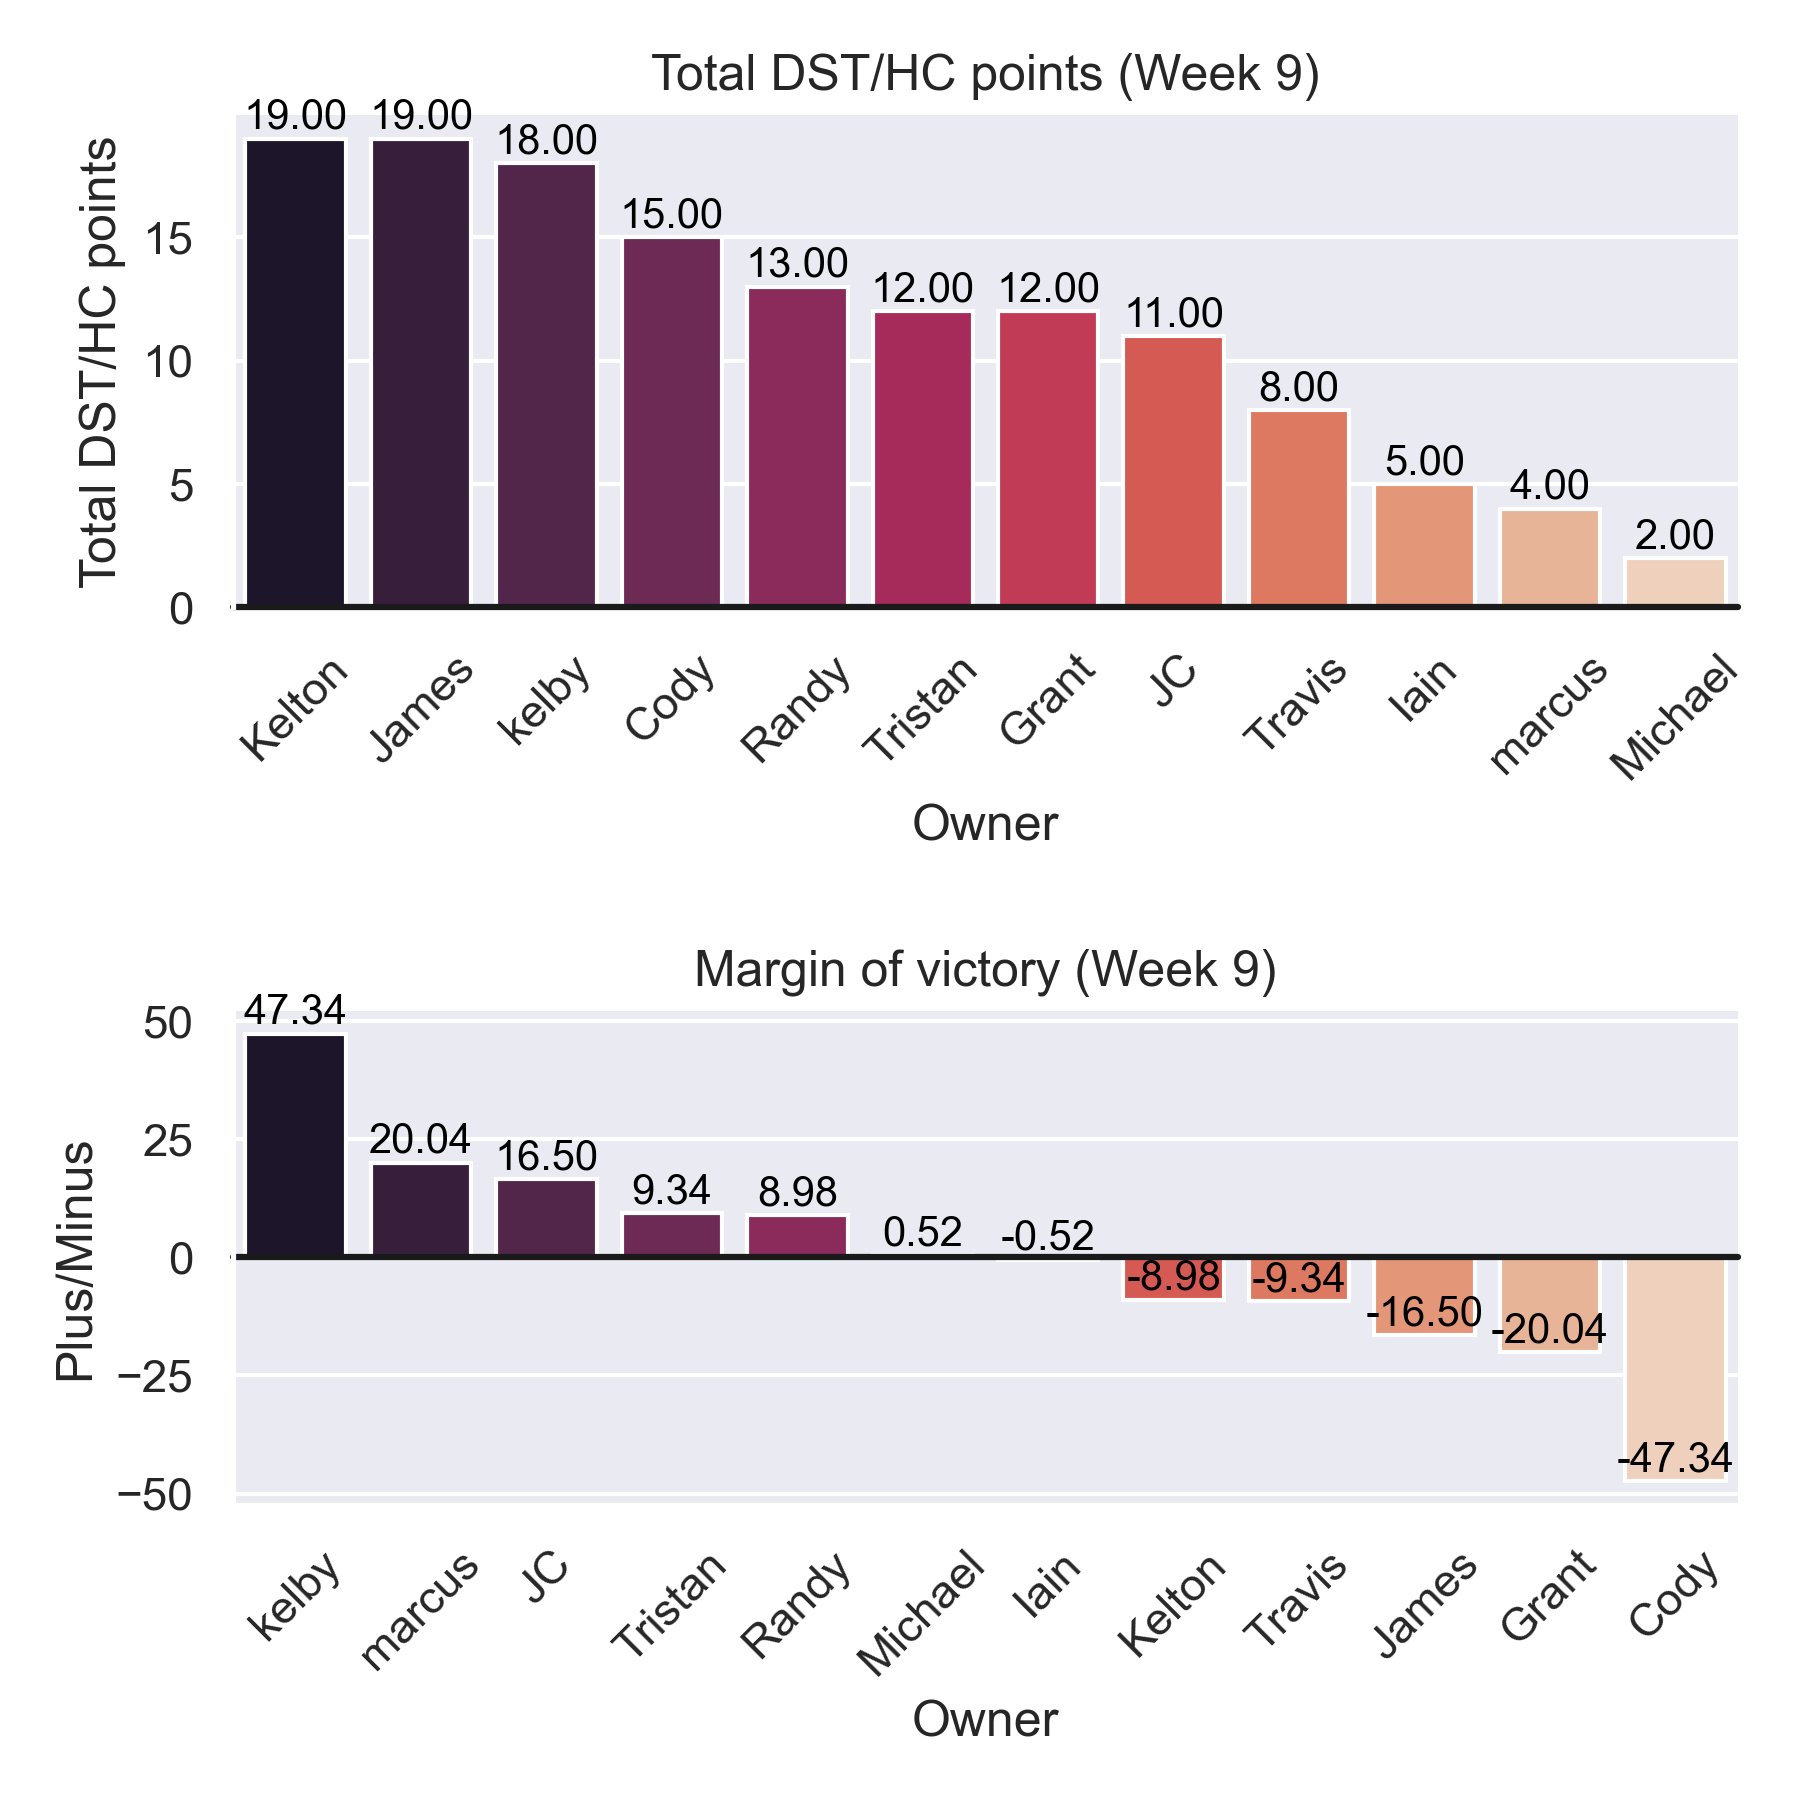 Total DST/HC points (Week 9)
19.00 19.00 18.00 15.00 13.00 12.00 12.00 11.00 8.00 5.00 4.00 2.00
Total DST/HC points
15
10
5
0
Kelton James kelby Cody Randy Tristan Grant JC Travis Iain marcus Michael
Owner
Margin of victory (Week 9)
47.34 20.04 16.50 9.34 8.98 0.52 -0.52 -8.98 -9.34 -16.50 -20.04 -47.34
Plus/Minus
50
25
0
−25
−50
kelby marcus JC Tristan Randy Michael Iain Kelton Travis James Grant Cody
Owner